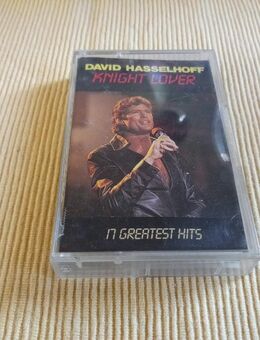 DAVID HASSELHOFF
KNIGHT LOVER
17 GREATEST HITS